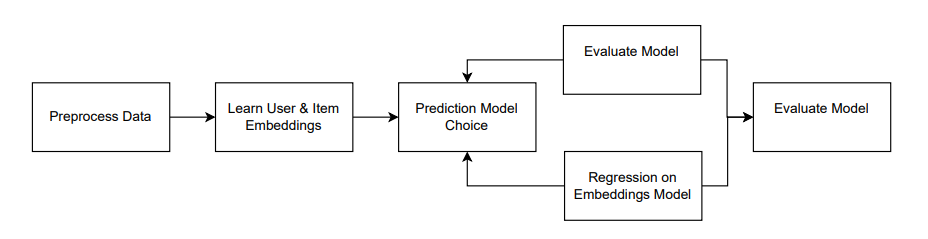 Preprocess Data
Learn User & Item
Embeddings
Prediction Model
Choice
Evaluate Model
Regression on
Embeddings Model
Evaluate Model